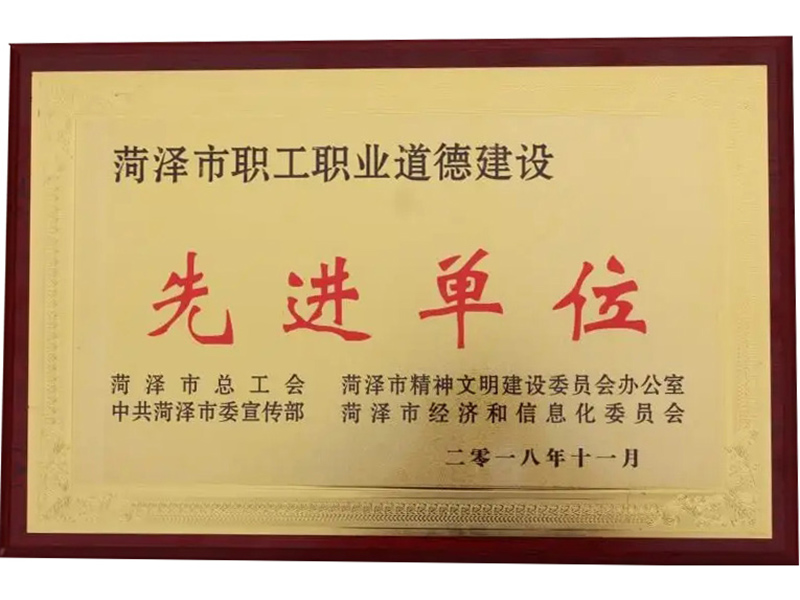 菏泽市职工职业道德建设
先进单位
菏泽市总工会 菏泽市精神文明建设委员会办公室
中共菏泽市委宣传部 菏泽市经济和信息化委员会
二零一八年十一月